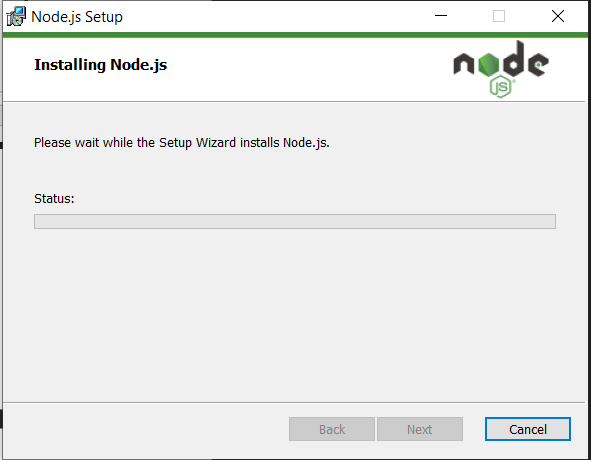 Node.js Setup
Installing Node.js
node
JS
Please wait while the Setup Wizard installs Node.js.
Status:
Back
Next
Cancel